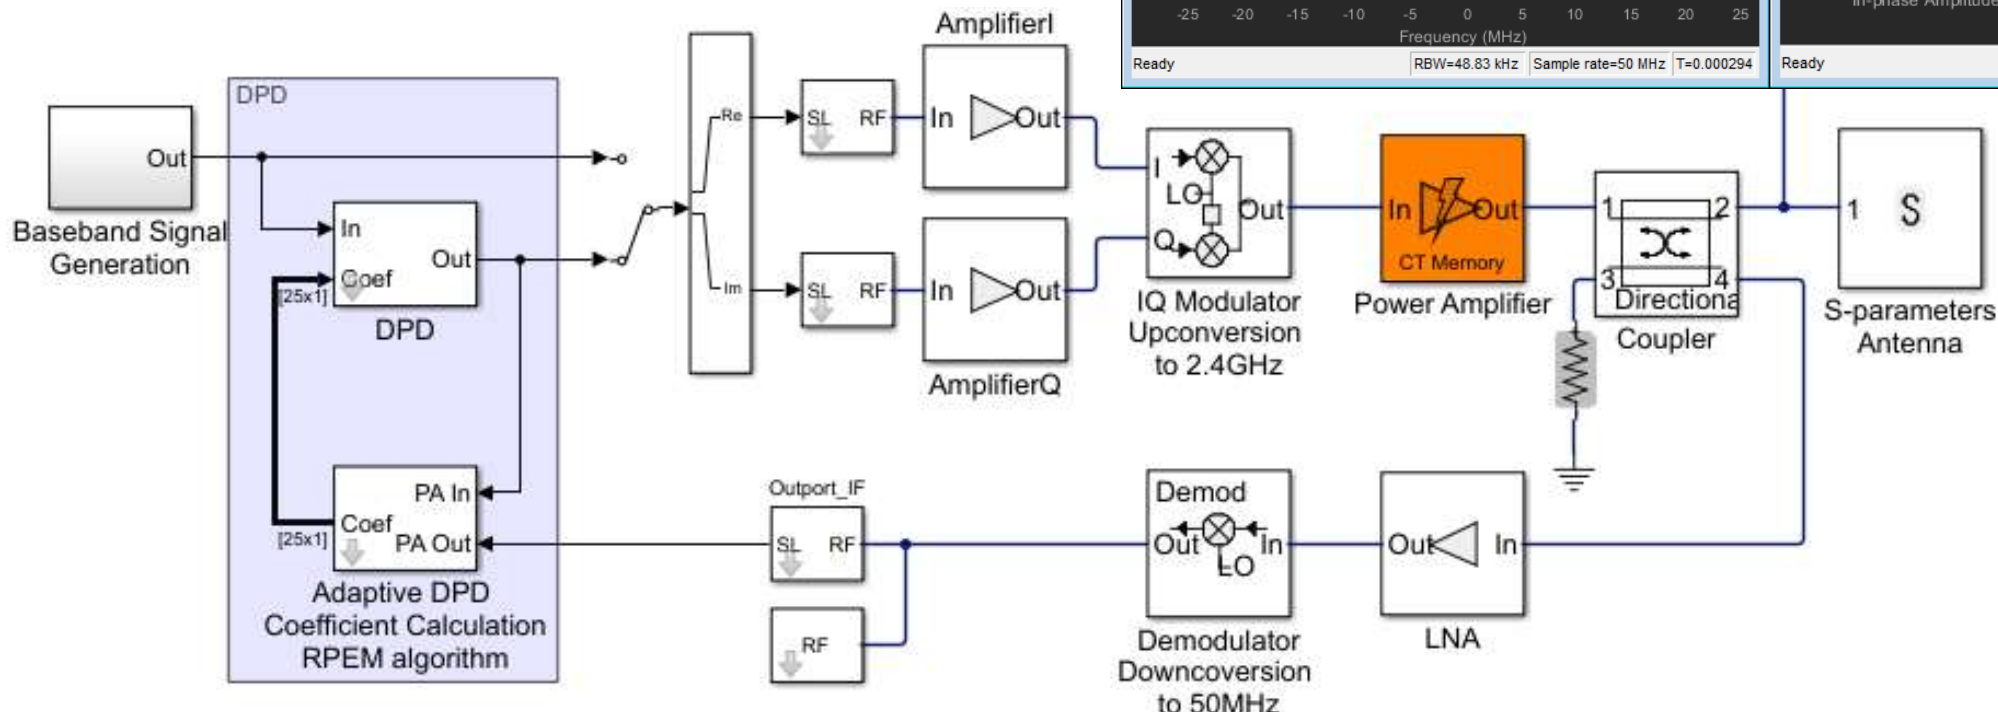 AmplifierI
-25 -20 -15 -10 -5 0 5 10 15 20 25
In-phase Amplitude
Frequency (MHz)
Ready RBW=48.83 kHz Sample rate=50 MHz T=0.000294
Ready
DPD
Out
Baseband Signal
Generation
In
Coef
[25x1]
Out
DPD
Re
Im
SL RF
In Out
SL RF
In Out
AmplifierQ
I
LO
Q
Out
IQ Modulator
Upconversion
to 2.4GHz
In Out
CT Memory
Power Amplifier
1 2
3 4
Directiona
Coupler
1 S
S-parameters
Antenna
PA In
Coef
[25x1]
PA Out
Adaptive DPD
Coefficient Calculation
RPEM algorithm
Outport_IF
SL RF
RF
Demod
Out In
LO
Demodulator
Downcoversion
to 50MHz
Out In
LNA